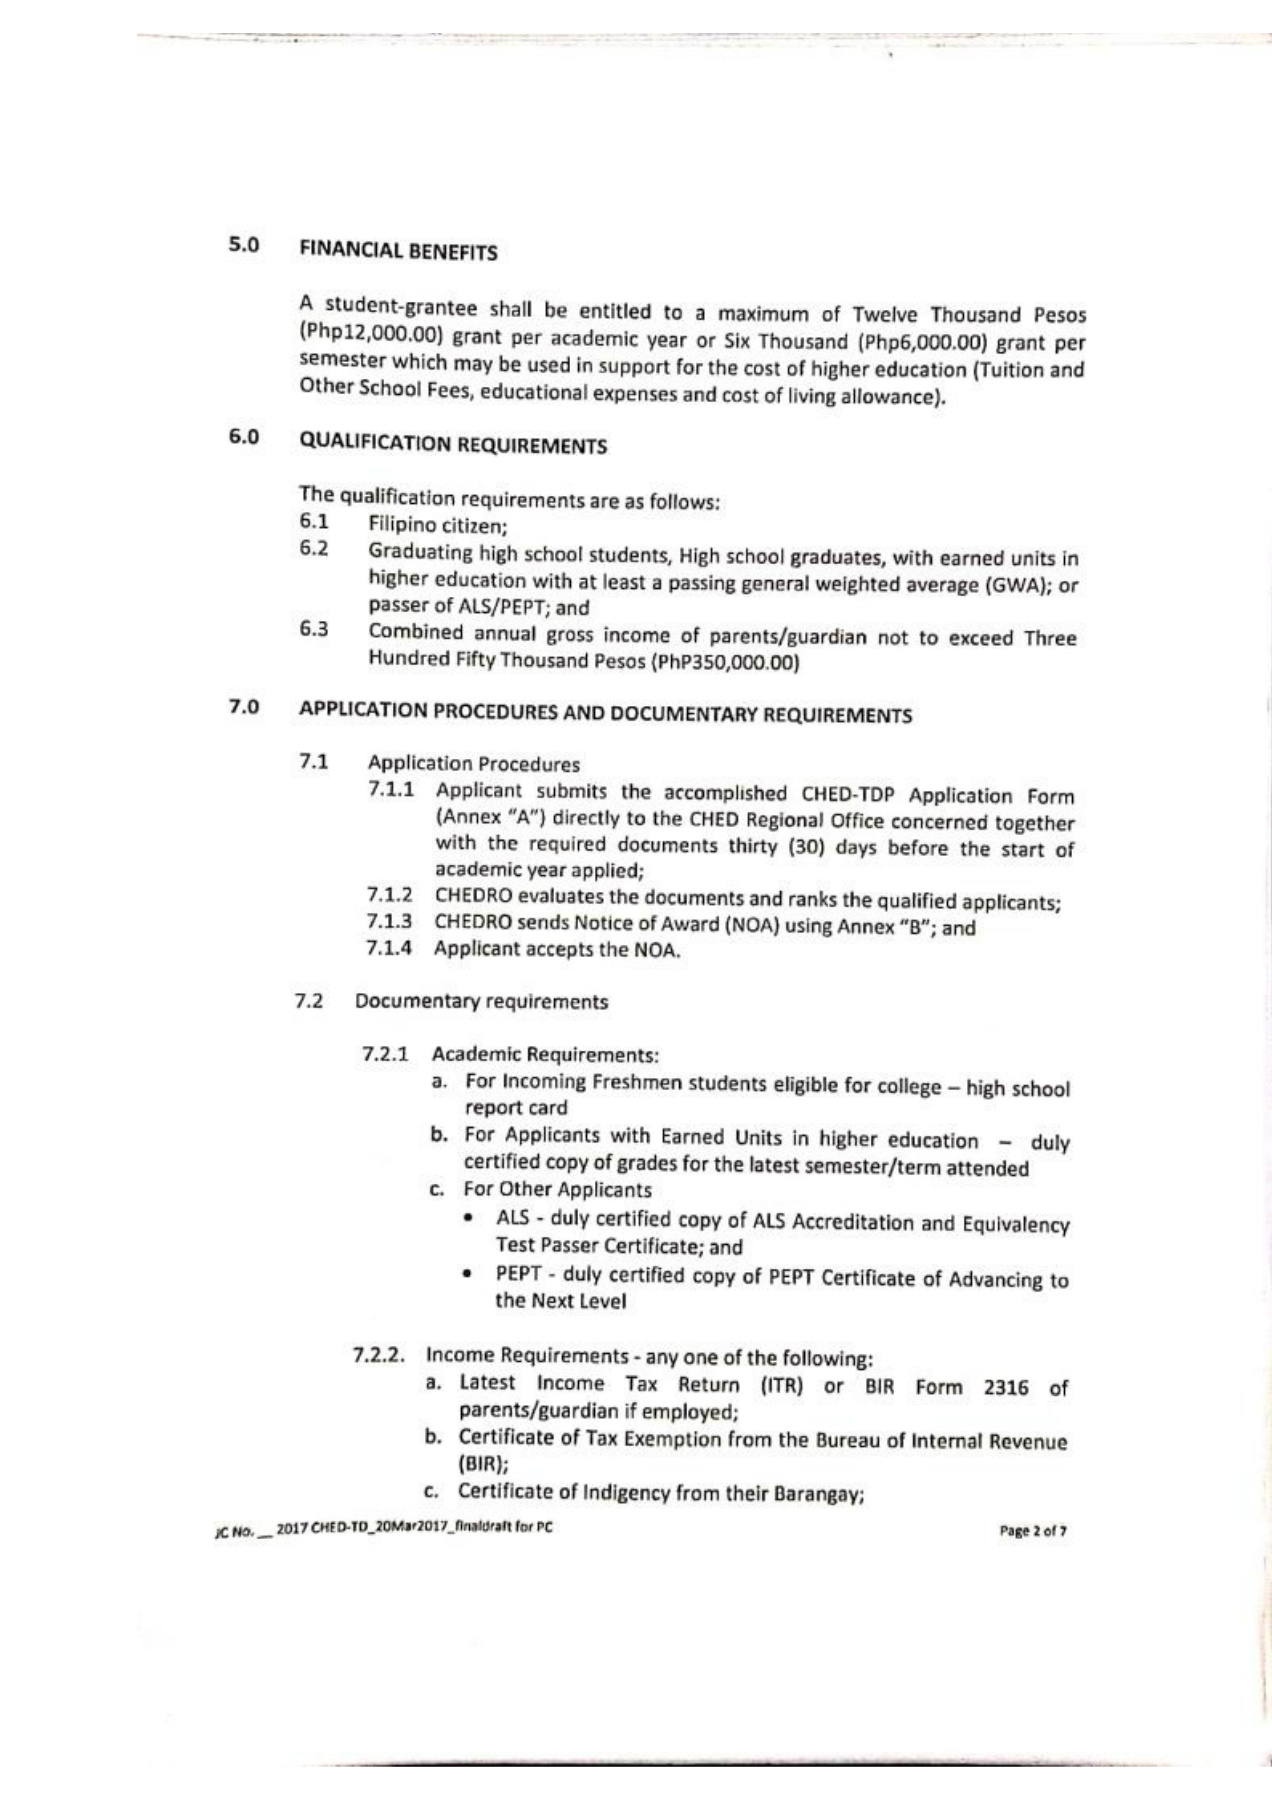 5.0 FINANCIAL BENEFITS
A student-grantee shall be entitled to a maximum of Twelve Thousand Pesos
(Php12,000.00) grant per academic year or Six Thousand (Php6,000.00) grant per
semester which may be used in support for the cost of higher education (Tuition and
Other School Fees, educational expenses and cost of living allowance).
6.0 QUALIFICATION REQUIREMENTS
The qualification requirements are as follows:
6.1 Filipino citizen;
6.2 Graduating high school students, High school graduates, with earned units in
higher education with at least a passing general weighted average (GWA); or
passer of ALS/PEPT; and
6.3 Combined annual gross income of parents/guardian not to exceed Three
Hundred Fifty Thousand Pesos (PhP350,000.00)
7.0 APPLICATION PROCEDURES AND DOCUMENTARY REQUIREMENTS
7.1 Application Procedures
7.1.1 Applicant submits the accomplished CHED-TDP Application Form
(Annex “A”) directly to the CHED Regional Office concerned together
with the required documents thirty (30) days before the start of
academic year applied;
7.1.2 CHEDRO evaluates the documents and ranks the qualified applicants;
7.1.3 CHEDRO sends Notice of Award (NOA) using Annex “B”; and
7.1.4 Applicant accepts the NOA.
7.2 Documentary requirements
7.2.1 Academic Requirements:
a. For Incoming Freshmen students eligible for college – high school
report card
b. For Applicants with Earned Units in higher education – duly
certified copy of grades for the latest semester/term attended
c. For Other Applicants
• ALS - duly certified copy of ALS Accreditation and Equivalency
Test Passer Certificate; and
• PEPT - duly certified copy of PEPT Certificate of Advancing to
the Next Level
7.2.2. Income Requirements - any one of the following:
a. Latest Income Tax Return (ITR) or BIR Form 2316 of
parents/guardian if employed;
b. Certificate of Tax Exemption from the Bureau of Internal Revenue
(BIR);
c. Certificate of Indigency from their Barangay;
JC No. __ 2017 CHED-TD_20Mar2017_finaldraft for PC Page 2 of 7